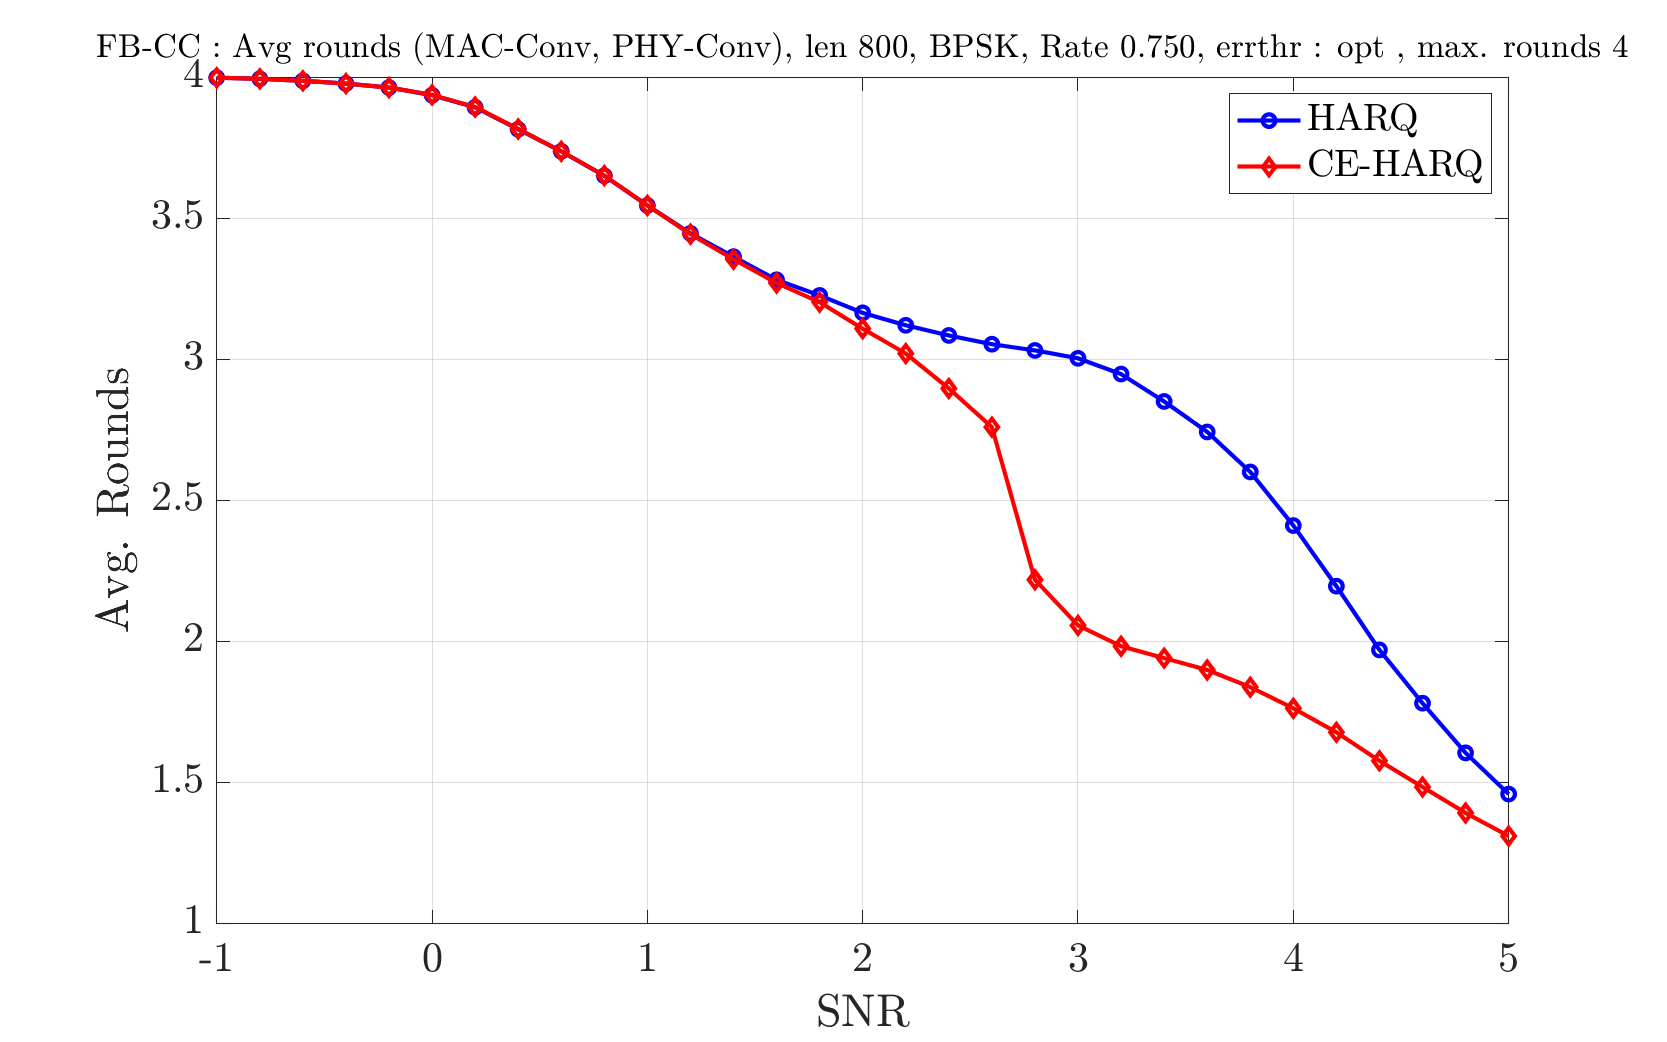 FB-CC : Avg rounds (MAC-Conv, PHY-Conv), len 800, BPSK, Rate 0.750, errthr : opt , max. rounds 4
HARQ
CE-HARQ
Avg. Rounds
4
3.5
3
2.5
2
1.5
1
-1 0 1 2 3 4 5
SNR